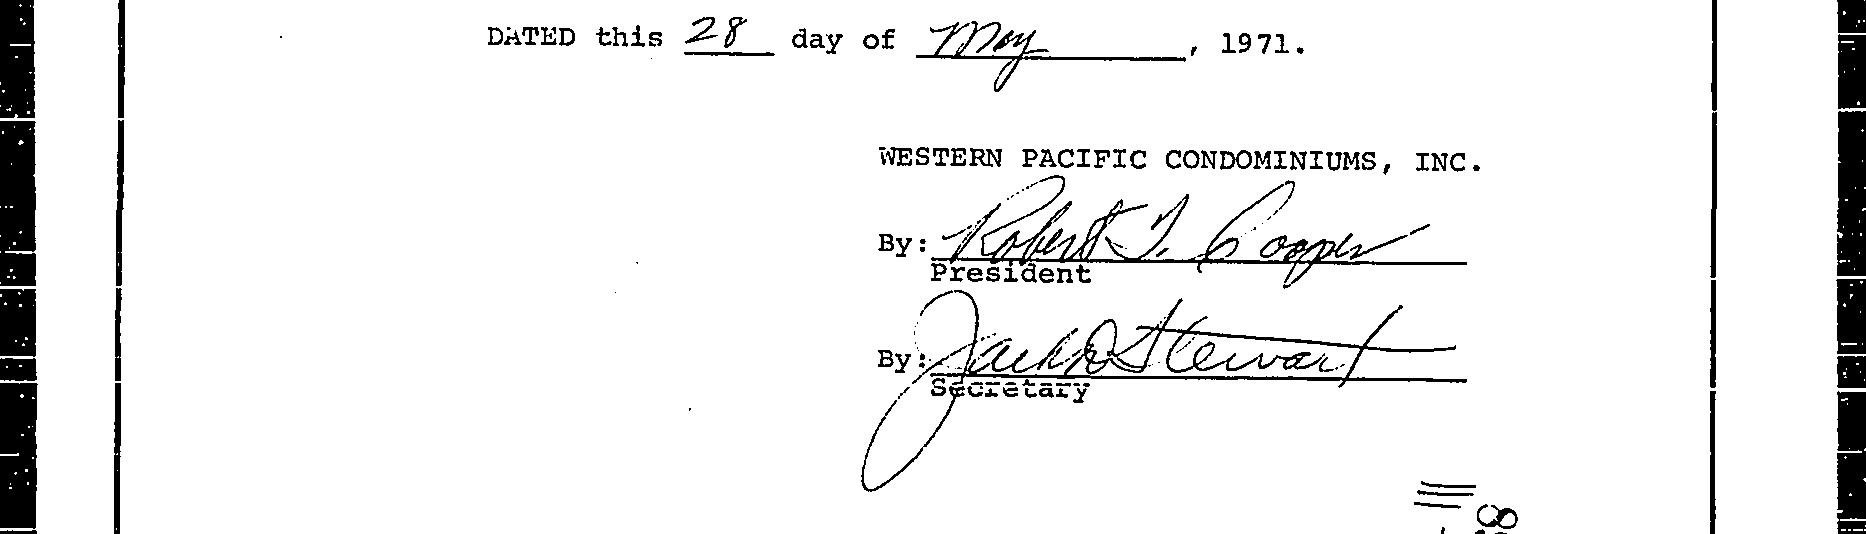 DATED this 28 day of May, 1971.
WESTERN PACIFIC CONDOMINIUMS, INC.
By: Robert T. Cooper
President
By: Jack D Stewart
Secretary